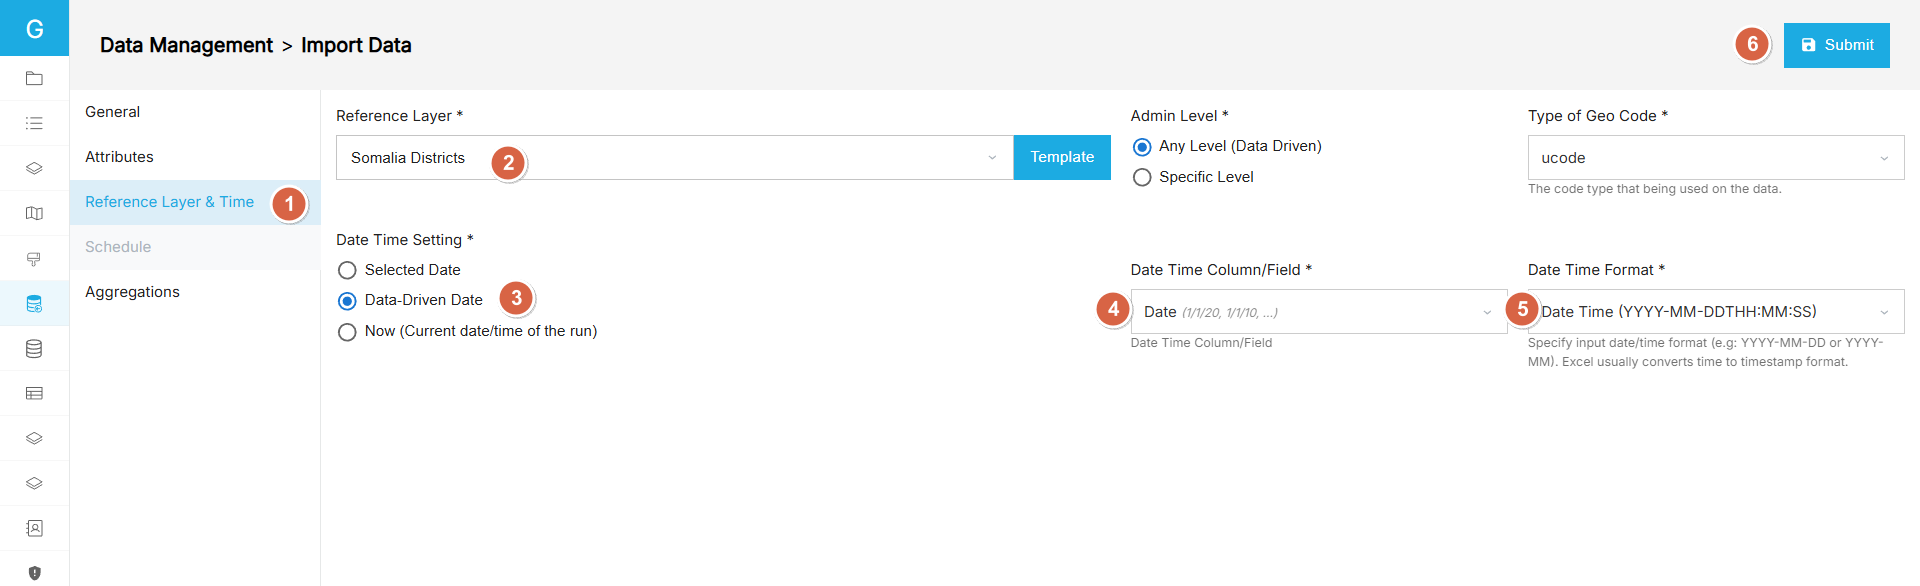 G
Data Management > Import Data
6
Submit
General
Attributes
Reference Layer & Time
1
Schedule
Aggregations
Reference Layer *
Somalia Districts
2
Template
Admin Level *
Any Level (Data Driven)
Specific Level
Type of Geo Code *
ucode
The code type that being used on the data.
Date Time Setting *
Selected Date
Data-Driven Date
3
Now (Current date/time of the run)
Date Time Column/Field *
4
Date (1/1/20, 1/1/10, ...)
Date Time Column/Field
Date Time Format *
5
Date Time (YYYY-MM-DDTHH:MM:SS)
Specify input date/time format (e.g: YYYY-MM-DD or YYYY-
MM). Excel usually converts time to timestamp format.